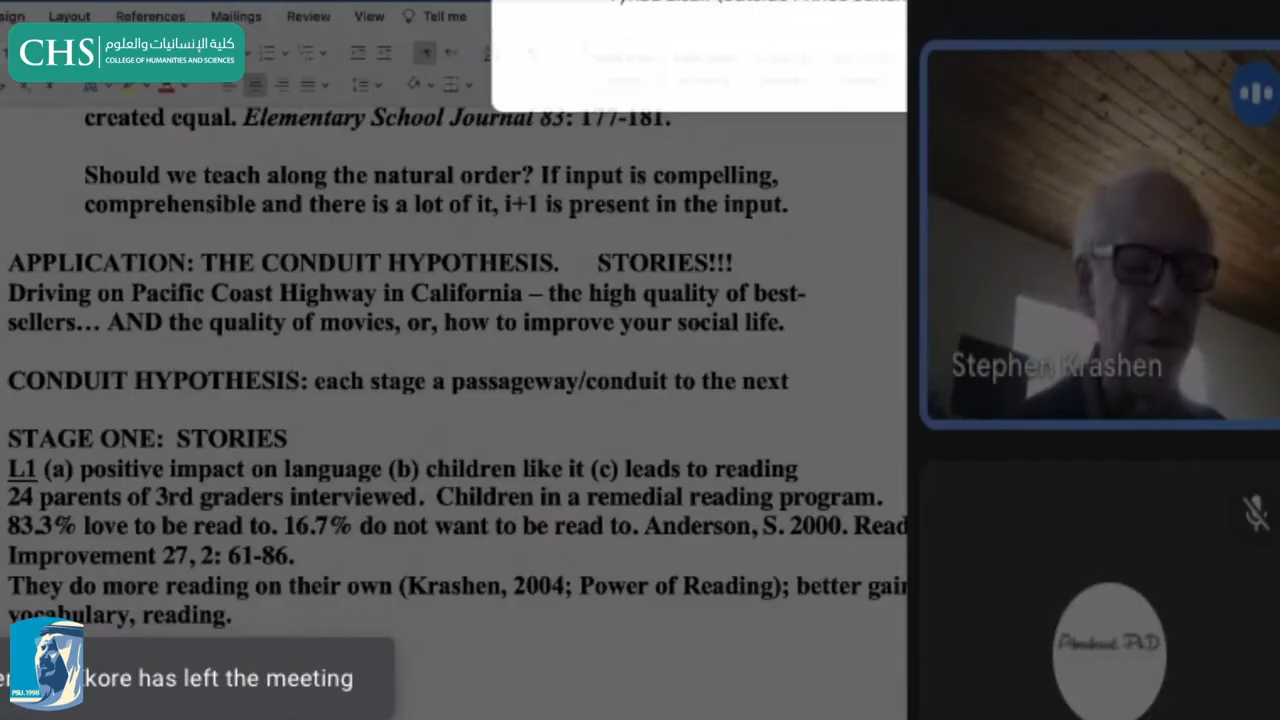 sign Layout References Mailings Review View Tell me
CHS
كلية الإنسانيات والعلوم
COLLEGE OF HUMANITIES AND SCIENCES
created equal. Elementary School Journal 83: 177-181.
Should we teach along the natural order? If input is compelling,
comprehensible and there is a lot of it, i+1 is present in the input.
APPLICATION: THE CONDUIT HYPOTHESIS. STORIES!!!
Driving on Pacific Coast Highway in California – the high quality of best-
sellers… AND the quality of movies, or, how to improve your social life.
CONDUIT HYPOTHESIS: each stage a passageway/conduit to the next
STAGE ONE: STORIES
L1 (a) positive impact on language (b) children like it (c) leads to reading
24 parents of 3rd graders interviewed. Children in a remedial reading program.
83.3% love to be read to. 16.7% do not want to be read to. Anderson, S. 2000. Read
Improvement 27, 2: 61-86.
They do more reading on their own (Krashen, 2004; Power of Reading); better gain
vocabulary, reading.
kore has left the meeting
PSU.1998
Stephen Krashen